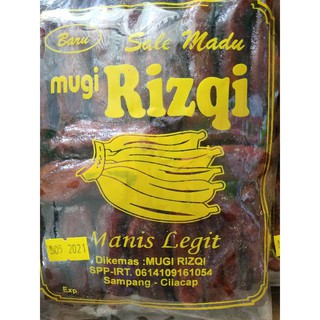 Baru
Sale Madu
mugi
Rizqi
Manis Legit
2021
Dikemas :MUGI RIZQI
SPP-IRT. 0614109161054
Sampang - Cilacap
Exp.